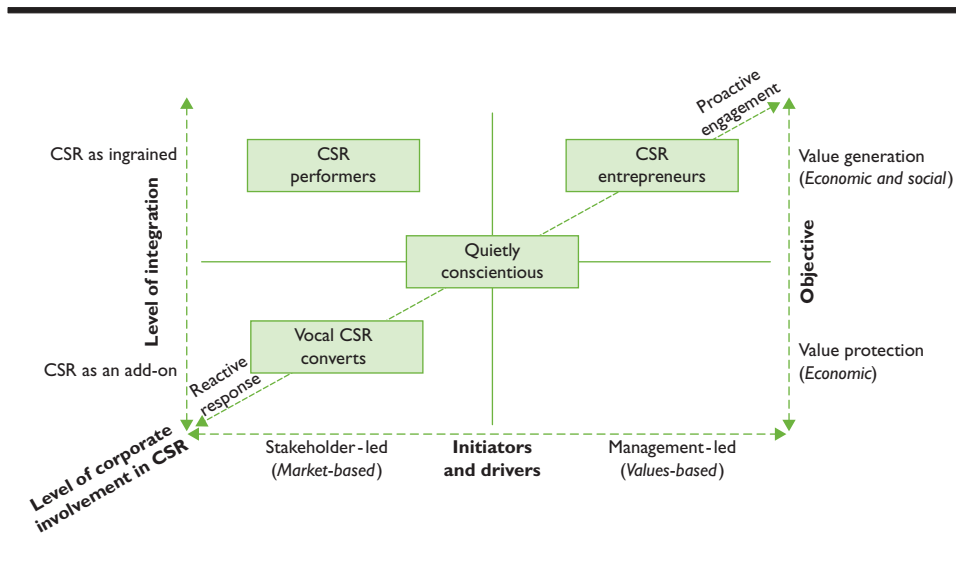 Proactive
engagement
CSR as ingrained
CSR
performers
CSR
entrepreneurs
Value generation
(Economic and social)
Level of integration
Quietly
conscientious
Objective
Vocal CSR
converts
CSR as an add-on
Reactive
response
Value protection
(Economic)
Level of corporate
involvement in CSR
Stakeholder-led
(Market-based)
Initiators
and drivers
Management-led
(Values-based)